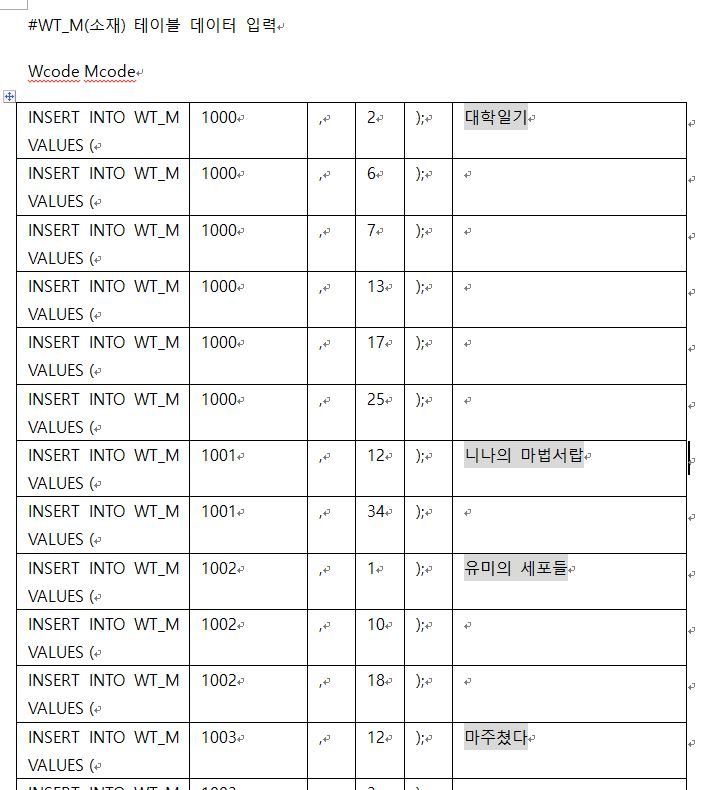 #WT_M(소재) 테이블 데이터 입력
Wcode Mcode
INSERT INTO WT_M 1000 , 2 ); 대학일기
VALUES (
INSERT INTO WT_M 1000 , 6 );
VALUES (
INSERT INTO WT_M 1000 , 7 );
VALUES (
INSERT INTO WT_M 1000 , 13 );
VALUES (
INSERT INTO WT_M 1000 , 17 );
VALUES (
INSERT INTO WT_M 1000 , 25 );
VALUES (
INSERT INTO WT_M 1001 , 12 ); 니나의 마법서랍
VALUES (
INSERT INTO WT_M 1001 , 34 );
VALUES (
INSERT INTO WT_M 1002 , 1 ); 유미의 세포들
VALUES (
INSERT INTO WT_M 1002 , 10 );
VALUES (
INSERT INTO WT_M 1002 , 18 );
VALUES (
INSERT INTO WT_M 1003 , 12 ); 마주쳤다
VALUES (
INSERT INTO WT_M 1003